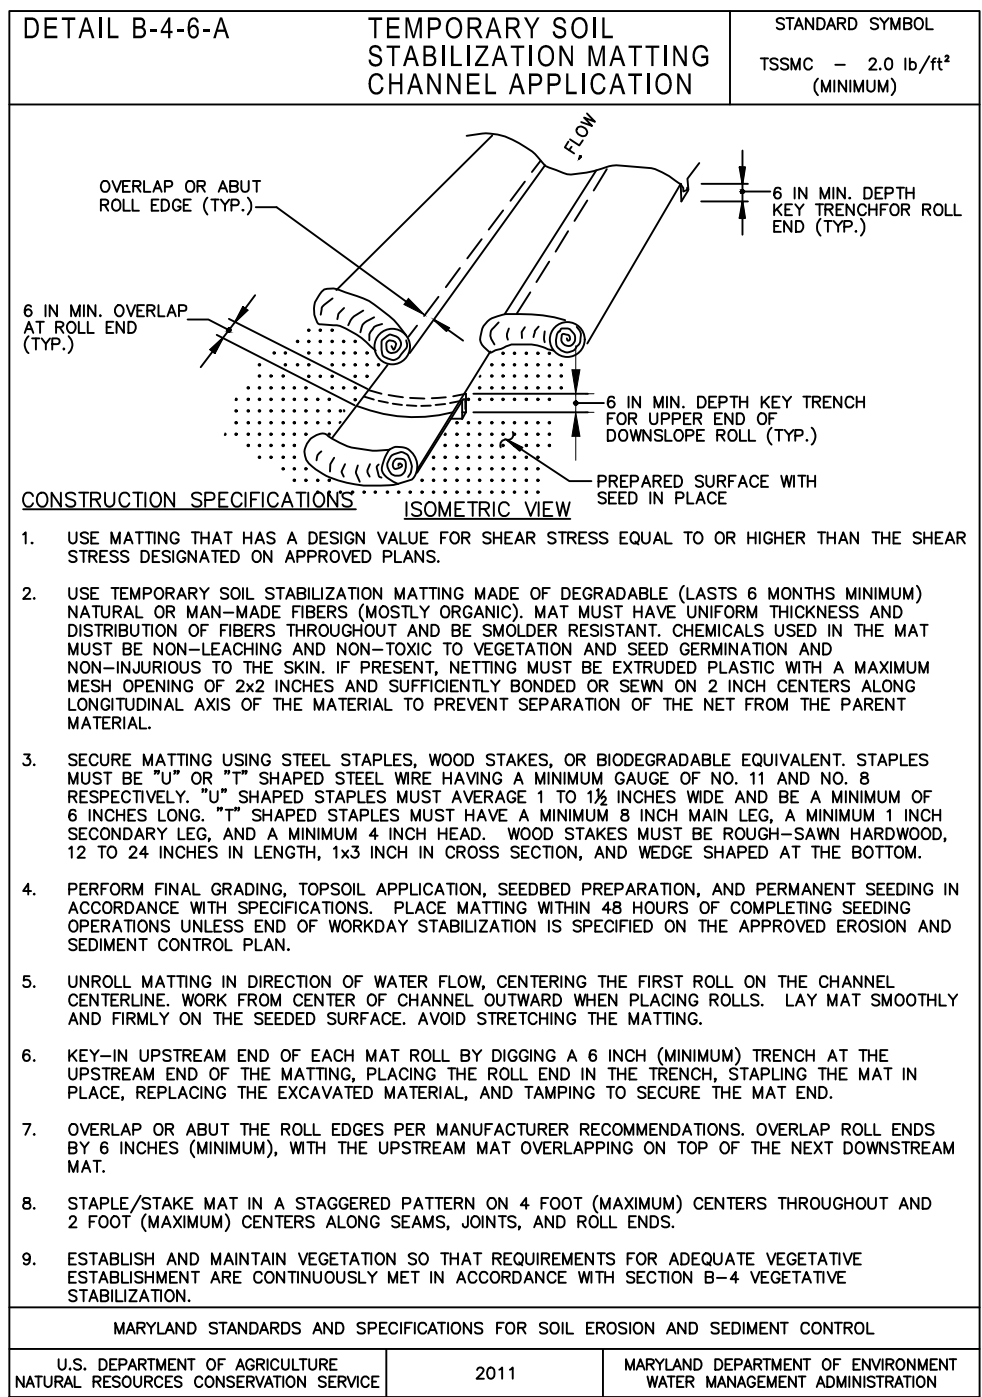 DETAIL B-4-6-A
TEMPORARY SOIL
STABILIZATION MATTING
CHANNEL APPLICATION
STANDARD SYMBOL
TSSMC – 2.0 lb/ft²
(MINIMUM)
FLOW
OVERLAP OR ABUT
ROLL EDGE (TYP.)
6 IN MIN. DEPTH
KEY TRENCHFOR ROLL
END (TYP.)
6 IN MIN. OVERLAP
AT ROLL END
(TYP.)
6 IN MIN. DEPTH KEY TRENCH
FOR UPPER END OF
DOWNSLOPE ROLL (TYP.)
PREPARED SURFACE WITH
SEED IN PLACE
ISOMETRIC VIEW
CONSTRUCTION SPECIFICATIONS
1. USE MATTING THAT HAS A DESIGN VALUE FOR SHEAR STRESS EQUAL TO OR HIGHER THAN THE SHEAR
STRESS DESIGNATED ON APPROVED PLANS.
2. USE TEMPORARY SOIL STABILIZATION MATTING MADE OF DEGRADABLE (LASTS 6 MONTHS MINIMUM)
NATURAL OR MAN–MADE FIBERS (MOSTLY ORGANIC). MAT MUST HAVE UNIFORM THICKNESS AND
DISTRIBUTION OF FIBERS THROUGHOUT AND BE SMOLDER RESISTANT. CHEMICALS USED IN THE MAT
MUST BE NON–LEACHING AND NON–TOXIC TO VEGETATION AND SEED GERMINATION AND
NON–INJURIOUS TO THE SKIN. IF PRESENT, NETTING MUST BE EXTRUDED PLASTIC WITH A MAXIMUM
MESH OPENING OF 2x2 INCHES AND SUFFICIENTLY BONDED OR SEWN ON 2 INCH CENTERS ALONG
LONGITUDINAL AXIS OF THE MATERIAL TO PREVENT SEPARATION OF THE NET FROM THE PARENT
MATERIAL.
3. SECURE MATTING USING STEEL STAPLES, WOOD STAKES, OR BIODEGRADABLE EQUIVALENT. STAPLES
MUST BE "U" OR "T" SHAPED STEEL WIRE HAVING A MINIMUM GAUGE OF NO. 11 AND NO. 8
RESPECTIVELY. "U" SHAPED STAPLES MUST AVERAGE 1 TO 1½ INCHES WIDE AND BE A MINIMUM OF
6 INCHES LONG. "T" SHAPED STAPLES MUST HAVE A MINIMUM 8 INCH MAIN LEG, A MINIMUM 1 INCH
SECONDARY LEG, AND A MINIMUM 4 INCH HEAD. WOOD STAKES MUST BE ROUGH–SAWN HARDWOOD,
12 TO 24 INCHES IN LENGTH, 1x3 INCH IN CROSS SECTION, AND WEDGE SHAPED AT THE BOTTOM.
4. PERFORM FINAL GRADING, TOPSOIL APPLICATION, SEEDBED PREPARATION, AND PERMANENT SEEDING IN
ACCORDANCE WITH SPECIFICATIONS. PLACE MATTING WITHIN 48 HOURS OF COMPLETING SEEDING
OPERATIONS UNLESS END OF WORKDAY STABILIZATION IS SPECIFIED ON THE APPROVED EROSION AND
SEDIMENT CONTROL PLAN.
5. UNROLL MATTING IN DIRECTION OF WATER FLOW, CENTERING THE FIRST ROLL ON THE CHANNEL
CENTERLINE. WORK FROM CENTER OF CHANNEL OUTWARD WHEN PLACING ROLLS. LAY MAT SMOOTHLY
AND FIRMLY ON THE SEEDED SURFACE. AVOID STRETCHING THE MATTING.
6. KEY–IN UPSTREAM END OF EACH MAT ROLL BY DIGGING A 6 INCH (MINIMUM) TRENCH AT THE
UPSTREAM END OF THE MATTING, PLACING THE ROLL END IN THE TRENCH, STAPLING THE MAT IN
PLACE, REPLACING THE EXCAVATED MATERIAL, AND TAMPING TO SECURE THE MAT END.
7. OVERLAP OR ABUT THE ROLL EDGES PER MANUFACTURER RECOMMENDATIONS. OVERLAP ROLL ENDS
BY 6 INCHES (MINIMUM), WITH THE UPSTREAM MAT OVERLAPPING ON TOP OF THE NEXT DOWNSTREAM
MAT.
8. STAPLE/STAKE MAT IN A STAGGERED PATTERN ON 4 FOOT (MAXIMUM) CENTERS THROUGHOUT AND
2 FOOT (MAXIMUM) CENTERS ALONG SEAMS, JOINTS, AND ROLL ENDS.
9. ESTABLISH AND MAINTAIN VEGETATION SO THAT REQUIREMENTS FOR ADEQUATE VEGETATIVE
ESTABLISHMENT ARE CONTINUOUSLY MET IN ACCORDANCE WITH SECTION B–4 VEGETATIVE
STABILIZATION.
MARYLAND STANDARDS AND SPECIFICATIONS FOR SOIL EROSION AND SEDIMENT CONTROL
U.S. DEPARTMENT OF AGRICULTURE
NATURAL RESOURCES CONSERVATION SERVICE
2011
MARYLAND DEPARTMENT OF ENVIRONMENT
WATER MANAGEMENT ADMINISTRATION